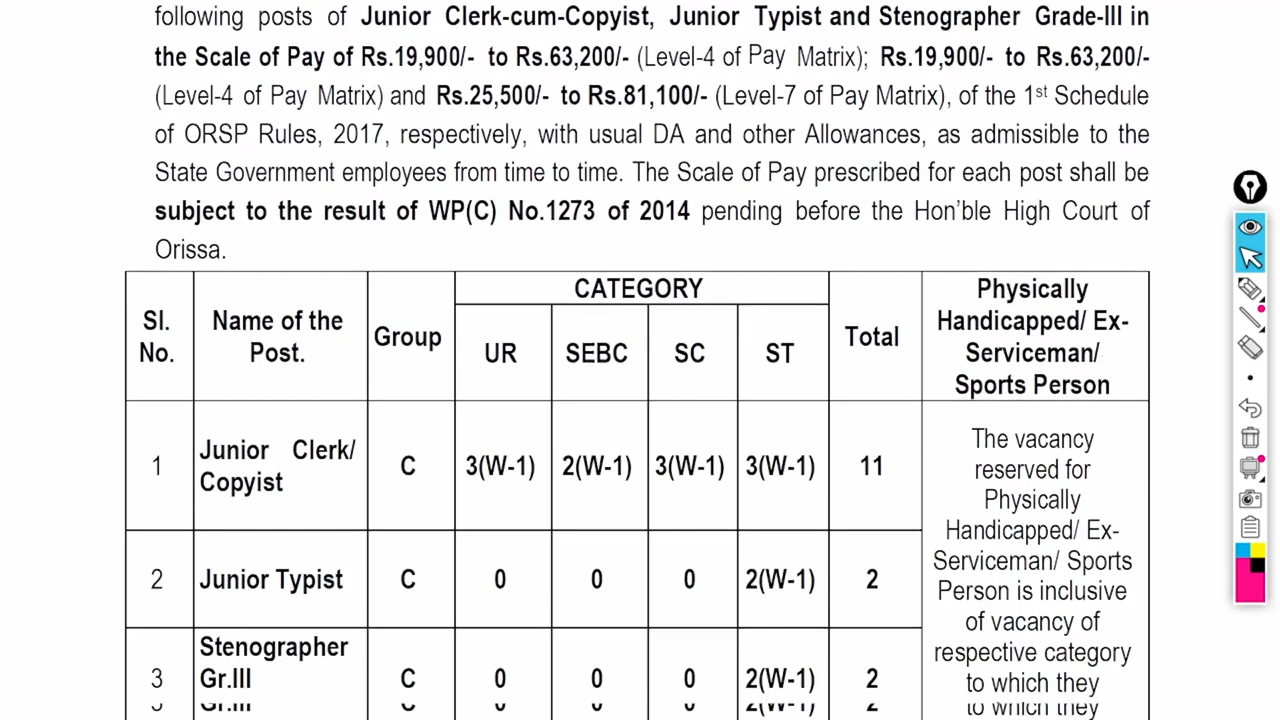 following posts of Junior Clerk-cum-Copyist, Junior Typist and Stenographer Grade-III in
the Scale of Pay of Rs.19,900/- to Rs.63,200/- (Level-4 of Pay Matrix); Rs.19,900/- to Rs.63,200/-
(Level-4 of Pay Matrix) and Rs.25,500/- to Rs.81,100/- (Level-7 of Pay Matrix), of the 1st Schedule
of ORSP Rules, 2017, respectively, with usual DA and other Allowances, as admissible to the
State Government employees from time to time. The Scale of Pay prescribed for each post shall be
subject to the result of WP(C) No.1273 of 2014 pending before the Hon'ble High Court of
Orissa.
Sl. No.
Name of the Post.
Group
CATEGORY
UR SEBC SC ST
Total
Physically
Handicapped/ Ex-
Serviceman/
Sports Person
1 Junior Clerk/ Copyist C 3(W-1) 2(W-1) 3(W-1) 3(W-1) 11
2 Junior Typist C 0 0 0 2(W-1) 2
3 Stenographer Gr.III C 0 0 0 2(W-1) 2
The vacancy
reserved for
Physically
Handicapped/ Ex-
Serviceman/ Sports
Person is inclusive
of vacancy of
respective category
to which they